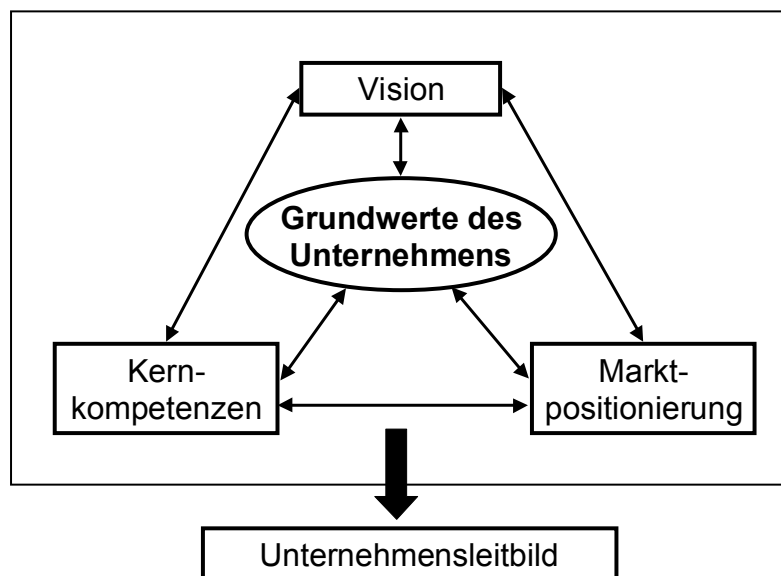 Vision
Grundwerte des
Unternehmens
Kern-
kompetenzen
Markt-
positionierung
Unternehmensleitbild